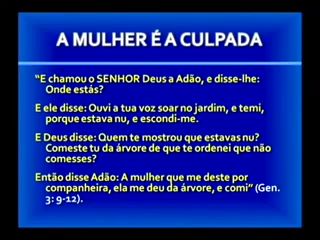 A MULHER É A CULPADA
“E chamou o SENHOR Deus a Adão, e disse-lhe:
Onde estás?
E ele disse: Ouvi a tua voz soar no jardim, e temi,
porque estava nu, e escondi-me.
E Deus disse: Quem te mostrou que estavas nu?
Comeste tu da árvore de que te ordenei que não
comesses?
Então disse Adão: A mulher que me deste por
companheira, ela me deu da árvore, e comi” (Gen.
3: 9-12).